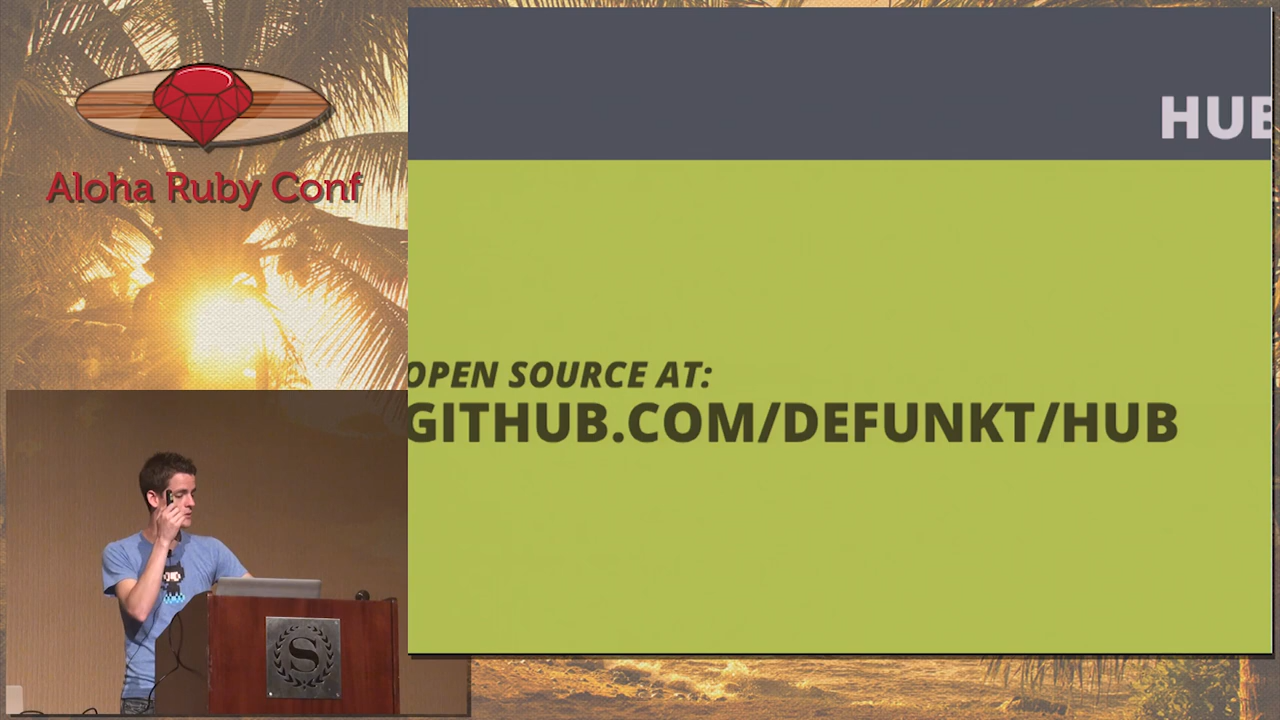 Aloha Ruby Conf
HUB
OPEN SOURCE AT:
GITHUB.COM/DEFUNKT/HUB
S